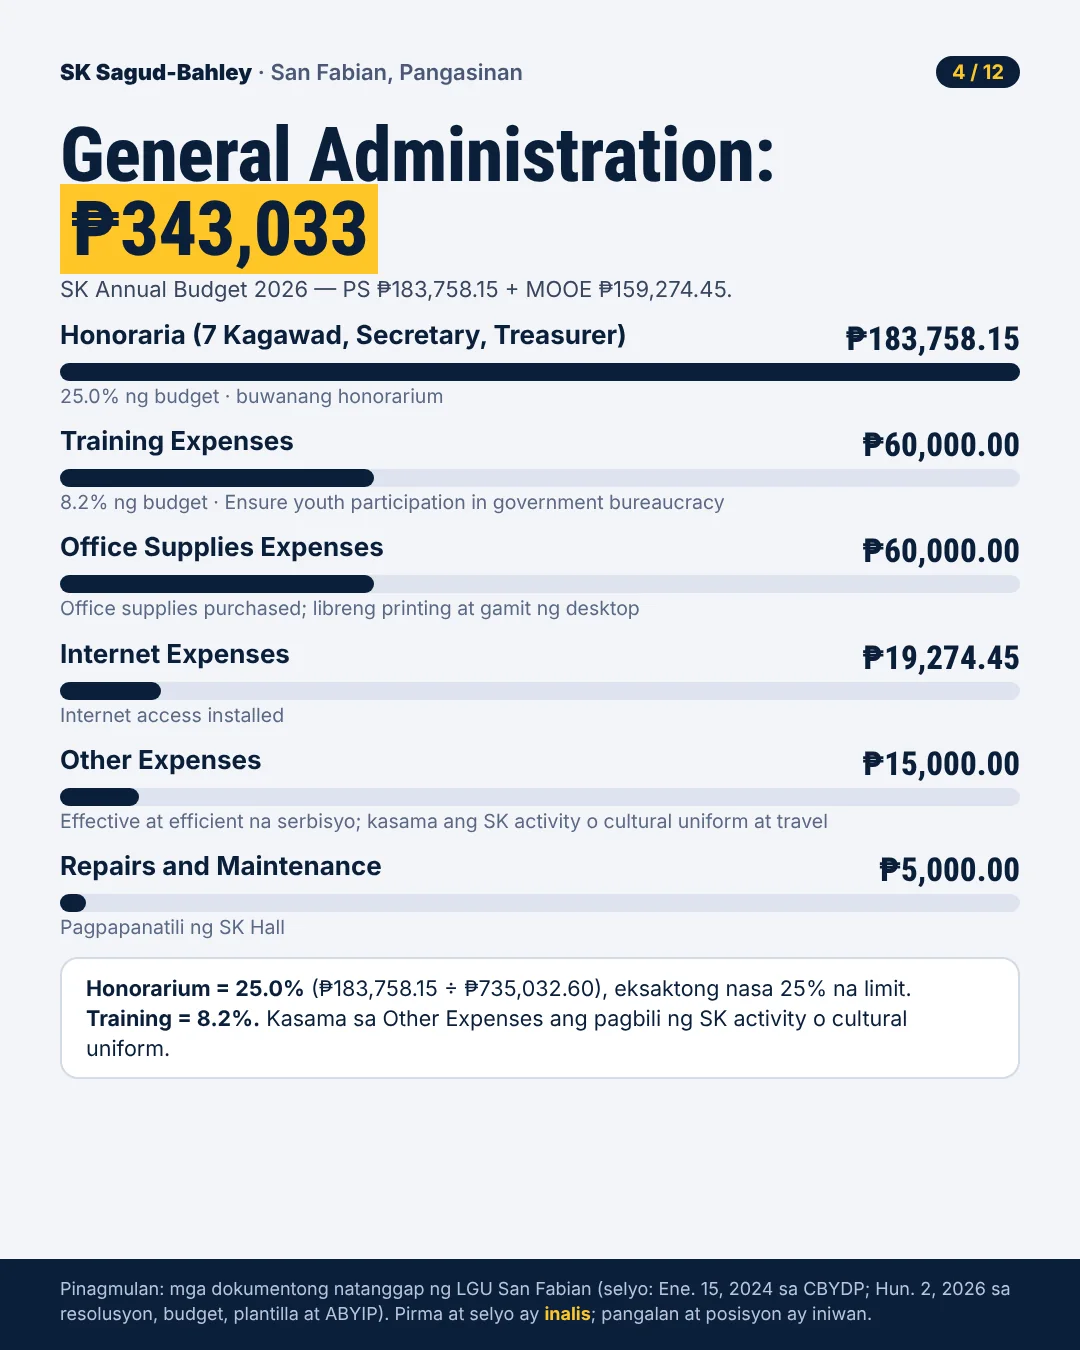 SK Sagud-Bahley · San Fabian, Pangasinan
4 / 12
General Administration:
₱343,033
SK Annual Budget 2026 — PS ₱183,758.15 + MOOE ₱159,274.45.
Honoraria (7 Kagawad, Secretary, Treasurer) ₱183,758.15
25.0% ng budget · buwanang honorarium
Training Expenses ₱60,000.00
8.2% ng budget · Ensure youth participation in government bureaucracy
Office Supplies Expenses ₱60,000.00
Office supplies purchased; libreng printing at gamit ng desktop
Internet Expenses ₱19,274.45
Internet access installed
Other Expenses ₱15,000.00
Effective at efficient na serbisyo; kasama ang SK activity o cultural uniform at travel
Repairs and Maintenance ₱5,000.00
Pagpapanatili ng SK Hall
Honorarium = 25.0% (₱183,758.15 ÷ ₱735,032.60), eksaktong nasa 25% na limit.
Training = 8.2%. Kasama sa Other Expenses ang pagbili ng SK activity o cultural
uniform.
Pinagmulan: mga dokumentong natanggap ng LGU San Fabian (selyo: Ene. 15, 2024 sa CBYDP; Hun. 2, 2026 sa
resolusyon, budget, plantilla at ABYIP). Pirma at selyo ay inalis; pangalan at posisyon ay iniwan.